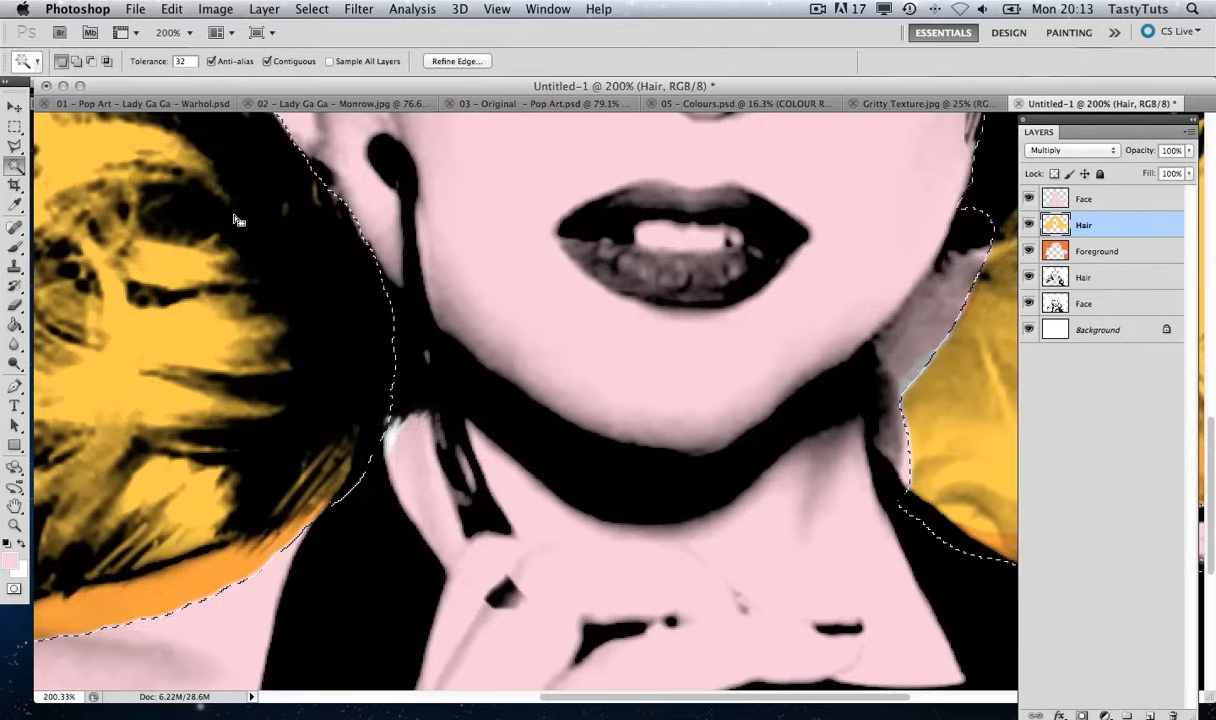 Photoshop File Edit Image Layer Select Filter Analysis 3D View Window Help 17 Mon 20:13 TastyTuts
Ps Br Mb 200% ESSENTIALS DESIGN PAINTING CS Live
Tolerance: 32 Anti-alias Contiguous Sample All Layers Refine Edge...
Untitled-1 @ 200% (Hair, RGB/8) *
01 - Pop Art - Lady Ga Ga - Warhol.psd 02 - Lady Ga Ga - Monrow.jpg @ 76.6... 03 - Original - Pop Art.psd @ 79.1% ... 05 - Colours.psd @ 16.3% (COLOUR R... Gritty Texture.jpg @ 25% (RG... Untitled-1 @ 200% (Hair, RGB/8) *
LAYERS
Multiply Opacity: 100%
Lock: Fill: 100%
Face
Hair
Foreground
Hair
Face
Background
200.33% Doc: 6.22M/28.6M